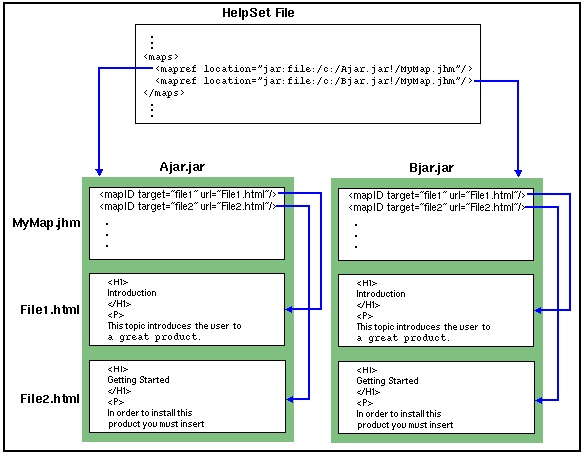 HelpSet File
<maps>
<mapref location="jar:file:/c:/Ajar.jar!/MyMap.jhm"/>
<mapref location="jar:file:/c:/Bjar.jar!/MyMap.jhm"/>
</maps>
Ajar.jar
Bjar.jar
MyMap.jhm
<mapID target="file1" url="File1.html"/>
<mapID target="file2" url="File2.html"/>
<mapID target="file1" url="File1.html"/>
<mapID target="file2" url="File2.html"/>
File1.html
<H1>
Introduction
</H1>
<P>
This topic introduces the user to
a great product.
<H1>
Introduction
</H1>
<P>
This topic introduces the user to
a great product.
File2.html
<H1>
Getting Started
</H1>
<P>
In order to install this
product you must insert
<H1>
Getting Started
</H1>
<P>
In order to install this
product you must insert